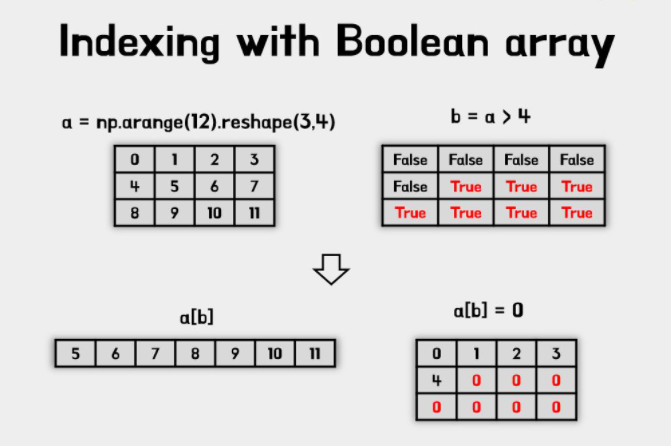 Indexing with Boolean array
a = np.arange(12).reshape(3,4)
0 1 2 3
4 5 6 7
8 9 10 11
b = a > 4
False False False False
False True True True
True True True True
a[b]
5 6 7 8 9 10 11
a[b] = 0
0 1 2 3
4 0 0 0
0 0 0 0